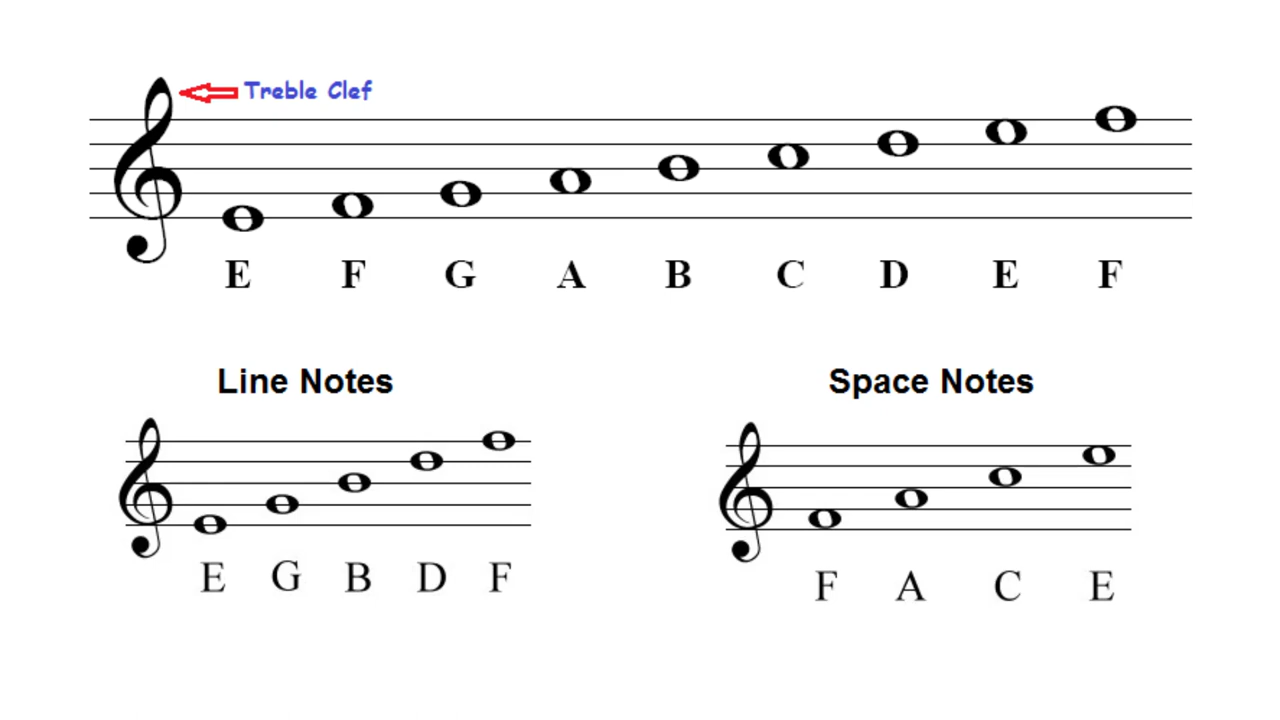 Treble Clef
E F G A B C D E F
Line Notes
E G B D F
Space Notes
F A C E